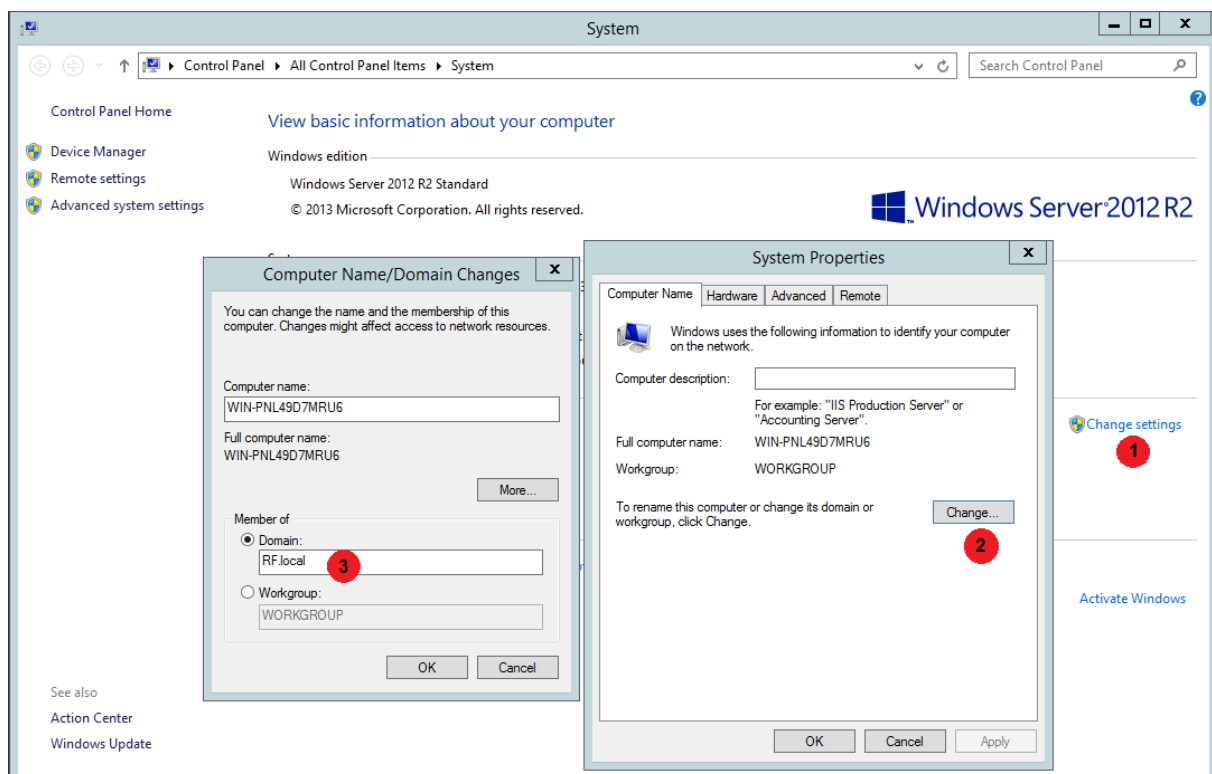 System
Control Panel
All Control Panel Items
System
Search Control Panel
Control Panel Home
Device Manager
Remote settings
Advanced system settings
View basic information about your computer
Windows edition
Windows Server 2012 R2 Standard
© 2013 Microsoft Corporation. All rights reserved.
Windows Server 2012 R2
Computer Name/Domain Changes
You can change the name and the membership of this
computer. Changes might affect access to network resources.
Computer name:
WIN-PNL49D7MRU6
Full computer name:
WIN-PNL49D7MRU6
More...
Member of
Domain:
RF.local
3
Workgroup:
WORKGROUP
OK
Cancel
System Properties
Computer Name
Hardware
Advanced
Remote
Windows uses the following information to identify your computer
on the network.
Computer description:
For example: "IIS Production Server" or
"Accounting Server".
Full computer name: WIN-PNL49D7MRU6
Workgroup: WORKGROUP
To rename this computer or change its domain or
workgroup, click Change.
Change...
2
OK
Cancel
Apply
Change settings
1
Activate Windows
See also
Action Center
Windows Update